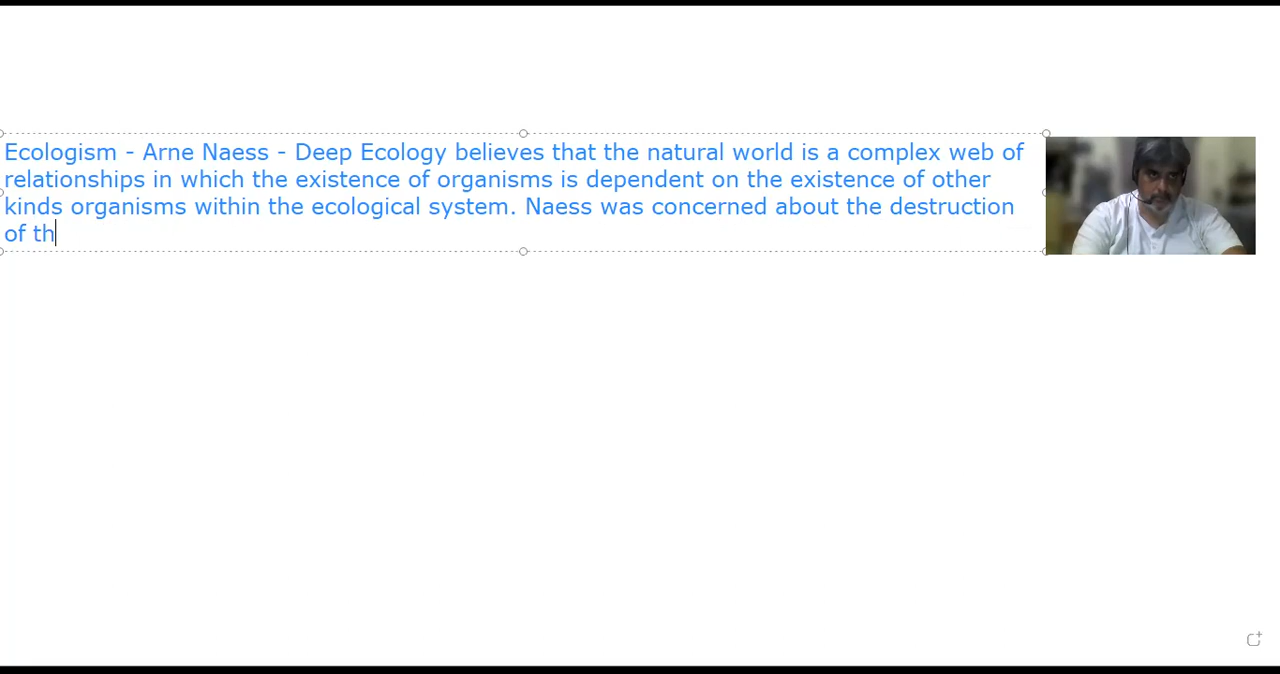 Ecologism - Arne Naess - Deep Ecology believes that the natural world is a complex web of
relationships in which the existence of organisms is dependent on the existence of other
kinds organisms within the ecological system. Naess was concerned about the destruction
of th